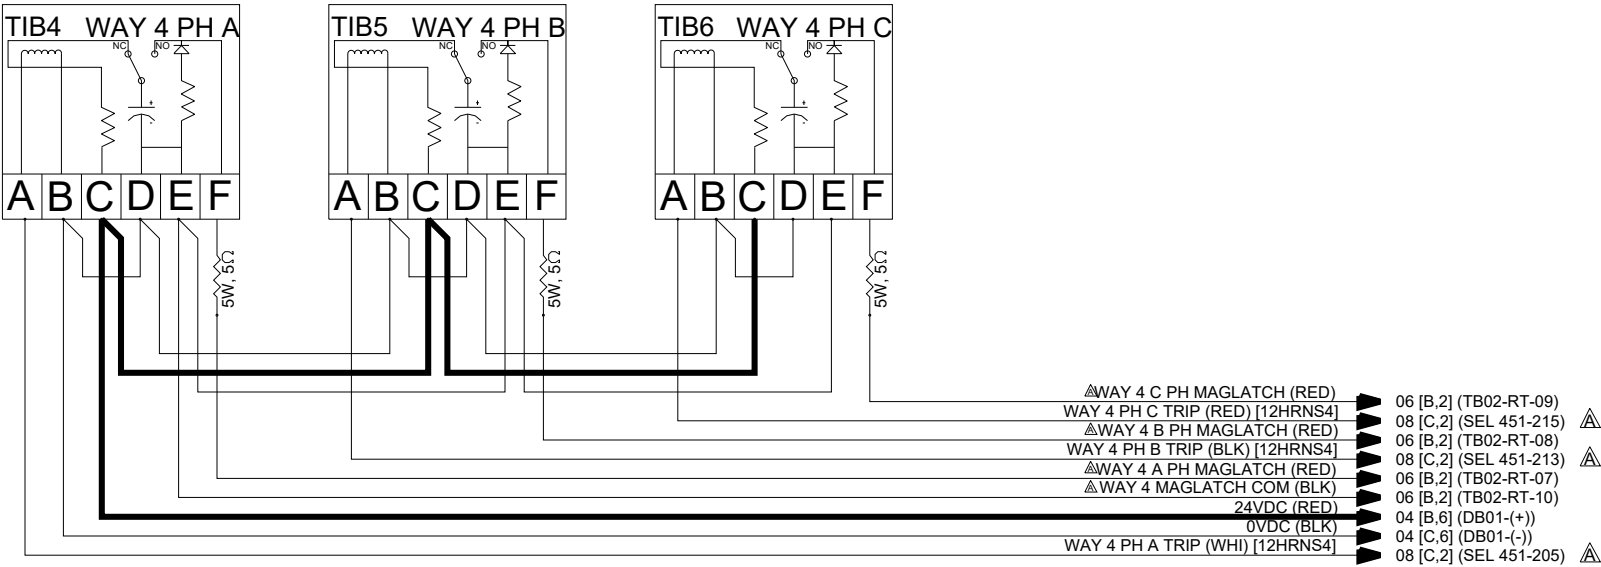 TIB4 WAY 4 PH A
NC NO
+
-
A B C D E F
5W, 5Ω
TIB5 WAY 4 PH B
NC NO
+
-
A B C D E F
5W, 5Ω
TIB6 WAY 4 PH C
NC NO
+
-
A B C D E F
5W, 5Ω
A WAY 4 C PH MAGLATCH (RED) 06 [B,2] (TB02-RT-09)
WAY 4 PH C TRIP (RED) [12HRNS4] 08 [C,2] (SEL 451-215) A
A WAY 4 B PH MAGLATCH (RED) 06 [B,2] (TB02-RT-08)
WAY 4 PH B TRIP (BLK) [12HRNS4] 08 [C,2] (SEL 451-213) A
A WAY 4 A PH MAGLATCH (RED) 06 [B,2] (TB02-RT-07)
A WAY 4 MAGLATCH COM (BLK) 06 [B,2] (TB02-RT-10)
24VDC (RED) 04 [B,6] (DB01-(+))
0VDC (BLK) 04 [C,6] (DB01-(-))
WAY 4 PH A TRIP (WHI) [12HRNS4] 08 [C,2] (SEL 451-205) A